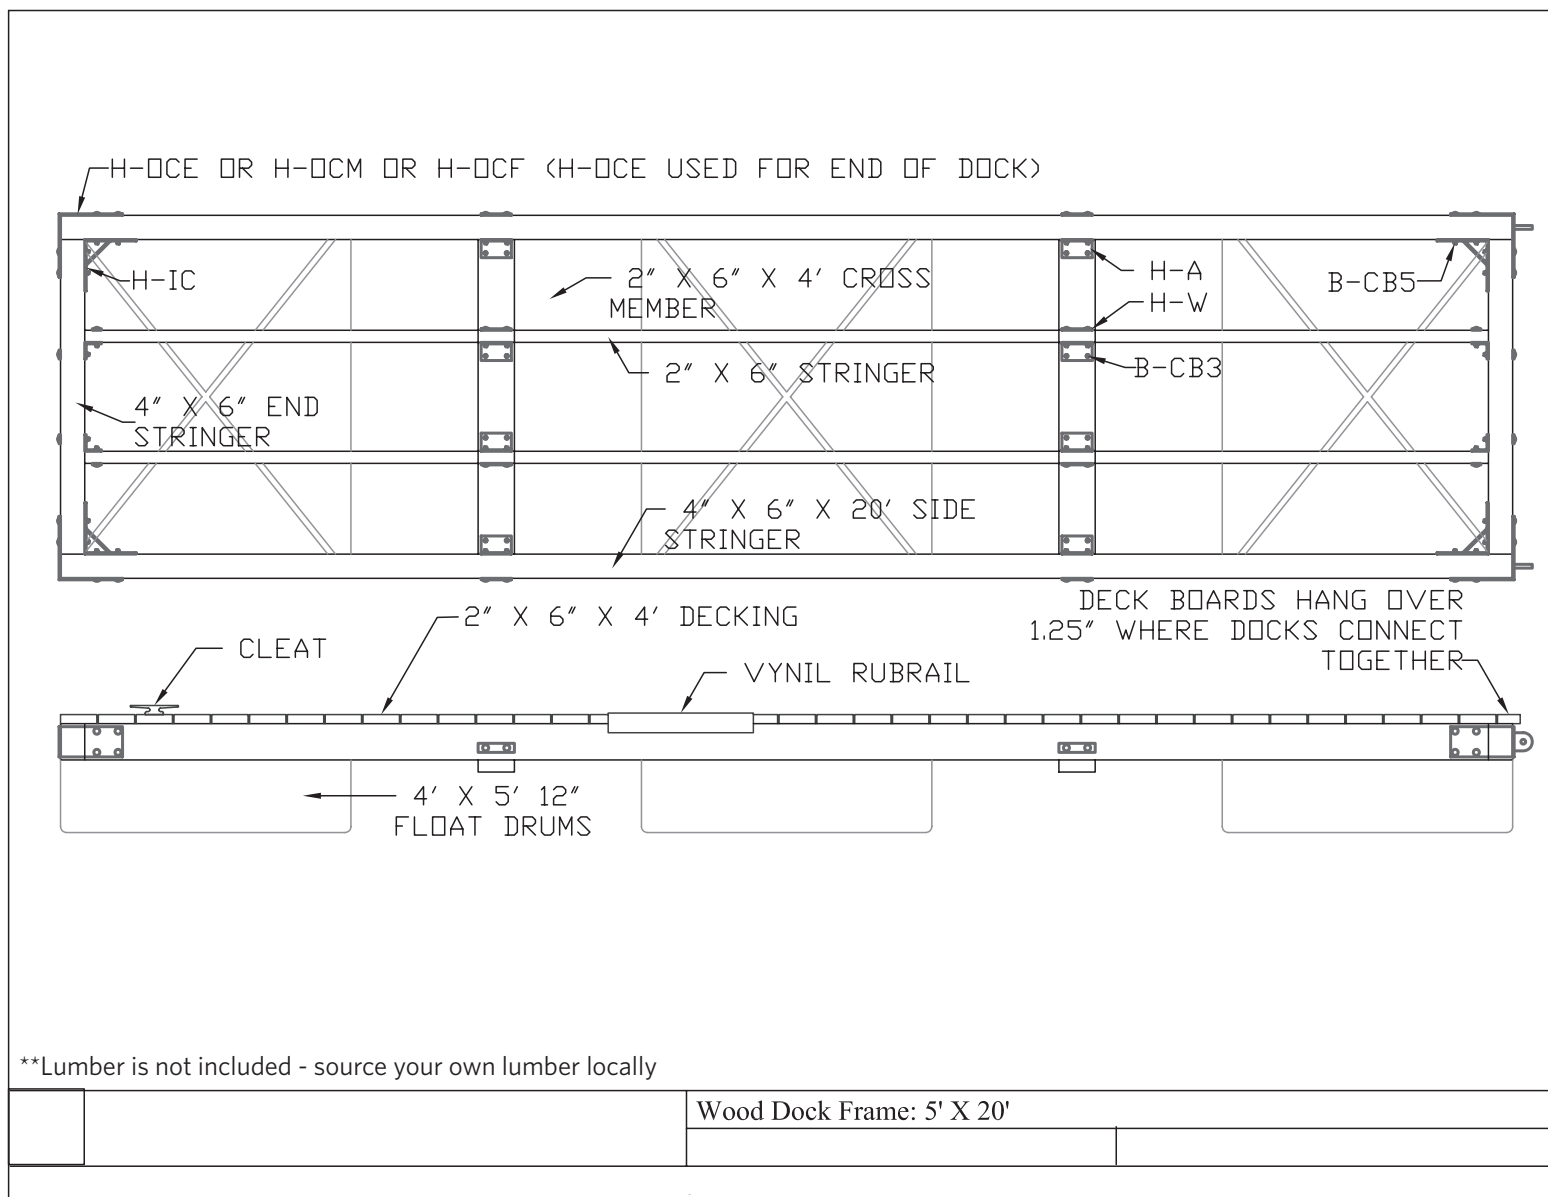 H-OCE OR H-OCM OR H-OCF (H-OCE USED FOR END OF DOCK)
H-IC
2" X 6" X 4' CROSS
MEMBER
H-A
H-W
B-CB5
2" X 6" STRINGER
B-CB3
4" X 6" END
STRINGER
4" X 6" X 20' SIDE
STRINGER
DECK BOARDS HANG OVER
1.25" WHERE DOCKS CONNECT
TOGETHER
2" X 6" X 4' DECKING
CLEAT
VYNIL RUBRAIL
4' X 5' 12"
FLOAT DRUMS
**Lumber is not included - source your own lumber locally
Wood Dock Frame: 5' X 20'